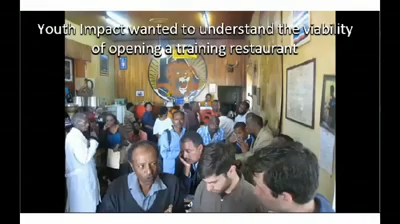 Youth Impact wanted to understand the viability
of opening a training restaurant